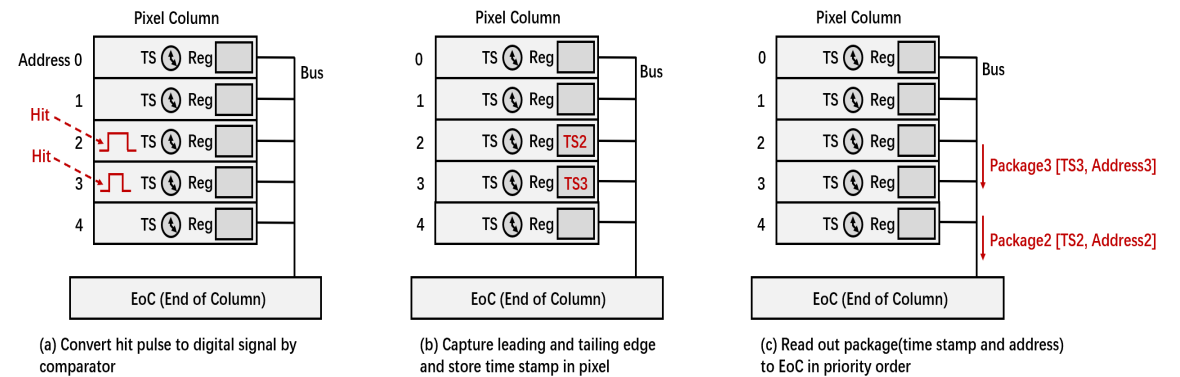 Pixel Column
Address 0 TS Reg
Bus
1 TS Reg
Hit
2 TS Reg
Hit
3 TS Reg
4 TS Reg
EoC (End of Column)
(a) Convert hit pulse to digital signal by
comparator
Pixel Column
0 TS Reg
Bus
1 TS Reg
2 TS Reg TS2
3 TS Reg TS3
4 TS Reg
EoC (End of Column)
(b) Capture leading and tailing edge
and store time stamp in pixel
Pixel Column
0 TS Reg
Bus
1 TS Reg
2 TS Reg
Package3 [TS3, Address3]
3 TS Reg
4 TS Reg
Package2 [TS2, Address2]
EoC (End of Column)
(c) Read out package(time stamp and address)
to EoC in priority order